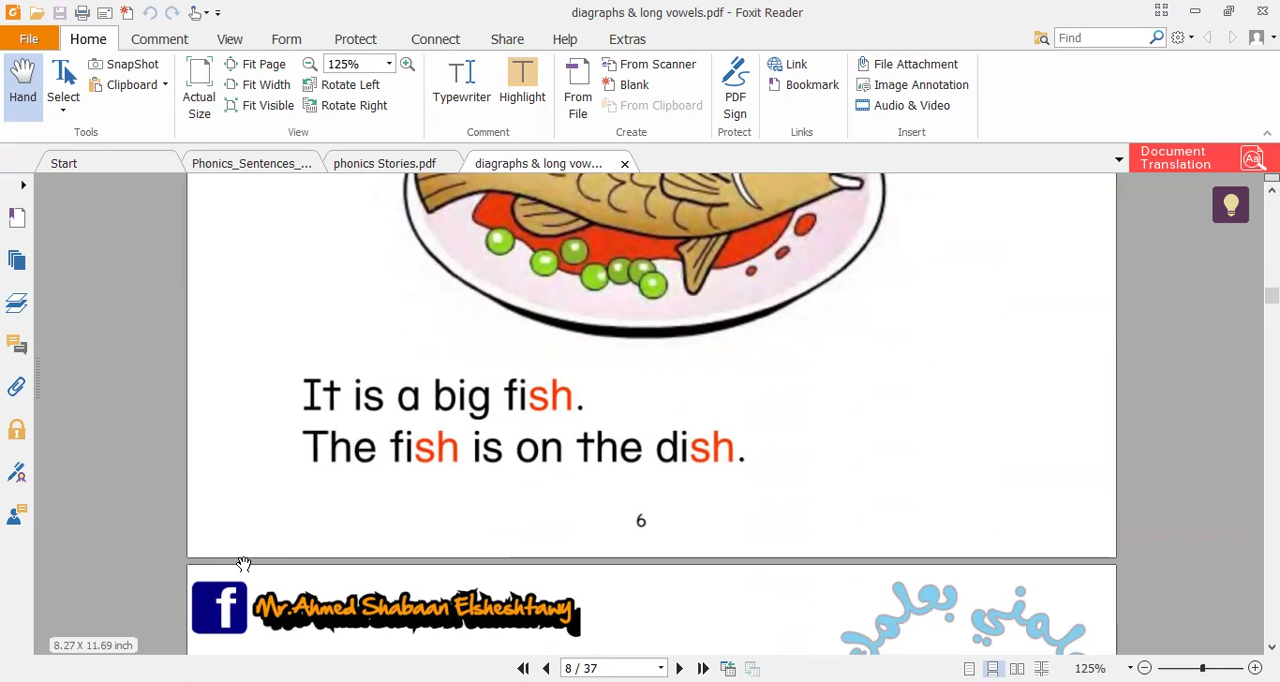 diagraphs & long vowels.pdf - Foxit Reader
File Home Comment View Form Protect Connect Share Help Extras Find
SnapShot Fit Page 125% From Scanner Link File Attachment
Clipboard Fit Width Rotate Left Blank Bookmark Image Annotation
Hand Select Actual Size Fit Visible Rotate Right Typewriter Highlight From File From Clipboard PDF Sign Audio & Video
Tools View Comment Create Protect Links Insert
Start Phonics_Sentences_... phonics Stories.pdf diagraphs & long vow... Document
Translation
It is a big fish.
The fish is on the dish.
6
f Mr.Ahmed Shabaan Elsheshtawy
8.27 X 11.69 inch
8 / 37 125%